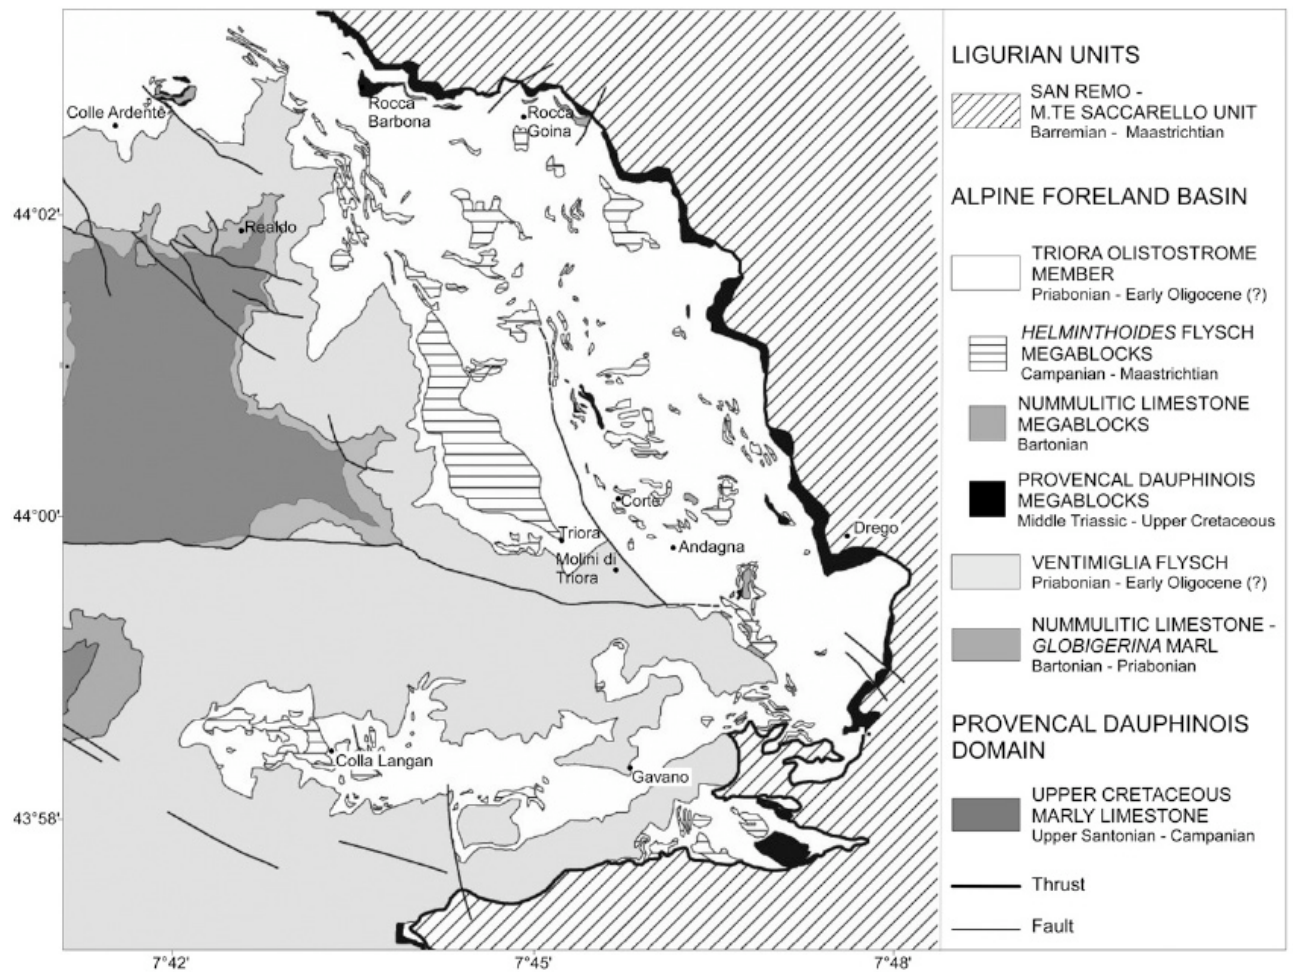 Colle Ardente
Rocca
Barbona
Rocca
Goina
44°02'
Realdo
44°00'
Corte
Triora
Molini di
Triora
Andagna
Drego
Colla Langan
Gavano
43°58'
7°42'
7°45'
7°48'
LIGURIAN UNITS
SAN REMO -
M.TE SACCARELLO UNIT
Barremian - Maastrichtian
ALPINE FORELAND BASIN
TRIORA OLISTOSTROME
MEMBER
Priabonian - Early Oligocene (?)
HELMINTHOIDES FLYSCH
MEGABLOCKS
Campanian - Maastrichtian
NUMMULITIC LIMESTONE
MEGABLOCKS
Bartonian
PROVENCAL DAUPHINOIS
MEGABLOCKS
Middle Triassic - Upper Cretaceous
VENTIMIGLIA FLYSCH
Priabonian - Early Oligocene (?)
NUMMULITIC LIMESTONE -
GLOBIGERINA MARL
Bartonian - Priabonian
PROVENCAL DAUPHINOIS
DOMAIN
UPPER CRETACEOUS
MARLY LIMESTONE
Upper Santonian - Campanian
Thrust
Fault